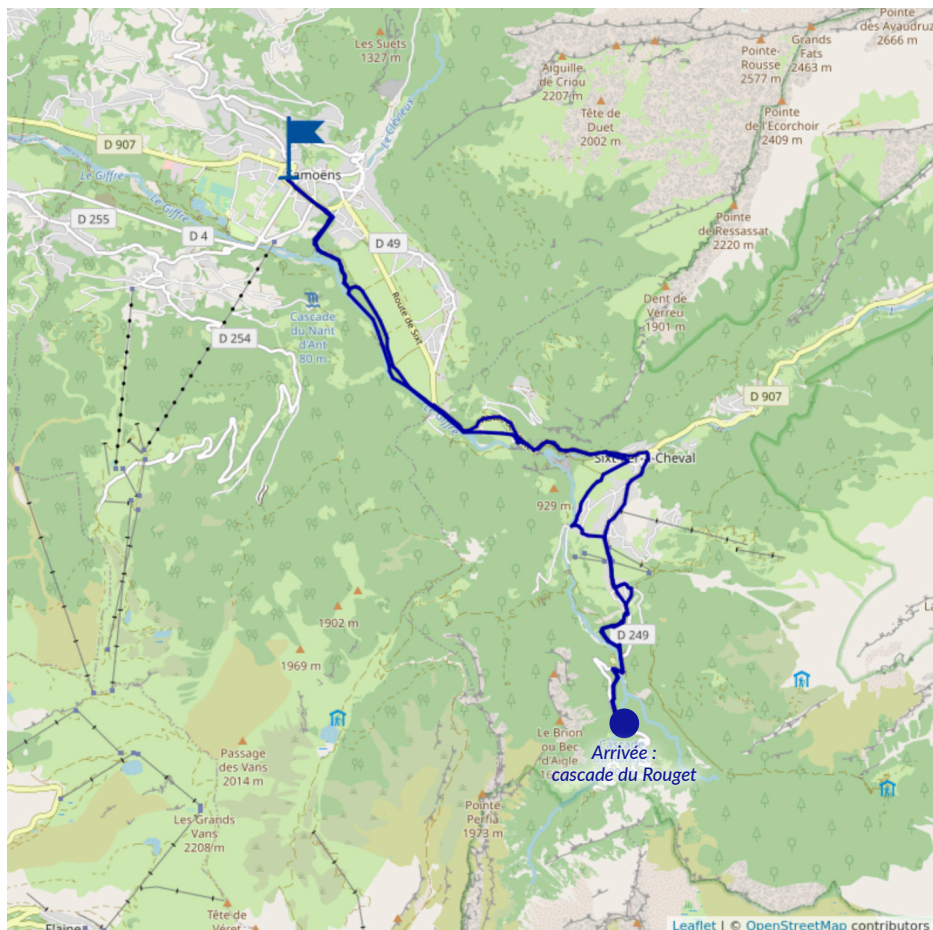 Pointe
des Avaudruz
2666 m
Les Suets
1327 m
Grands
Fats
2463 m
Pointe
Rousse
2577 m
Aiguille
de Criou
2207 m
Tête de
Duet
2002 m
Pointe
de l'Ecorchoir
2409 m
Le Clévieux
D 907
Le Giffre
Le Giffre
D 255
D 4
D 49
Pointe
de Ressassat
2220 m
Route de Sixt
Dent de
Verreu
1901 m
Cascade
du Nant
d'Ant
80 m
D 254
D 907
Le Giffre
929 m
1902 m
1969 m
D 249
Passage
des Vans
2014 m
Le Brion
ou Bec
d'Aigle
Arrivée :
cascade du Rouget
Pointe
Perfia
1973 m
Les Grands
Vans
2208 m
Tête de
Véret
Flaine
Leaflet | © OpenStreetMap contributors